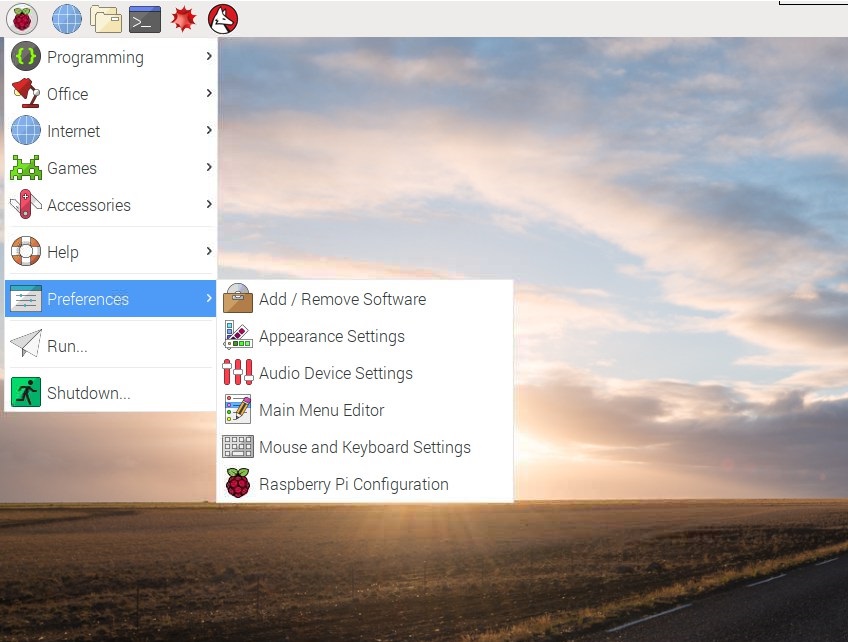 Programming
Office
Internet
Games
Accessories
Help
Preferences
Run...
Shutdown...
Add / Remove Software
Appearance Settings
Audio Device Settings
Main Menu Editor
Mouse and Keyboard Settings
Raspberry Pi Configuration